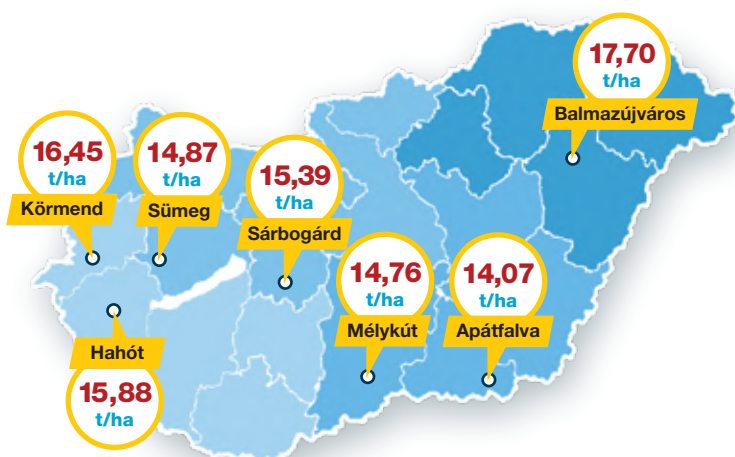 17,70
t/ha
Balmazújváros
16,45
t/ha
Körmend
14,87
t/ha
Sümeg
15,39
t/ha
Sárbogárd
14,76
t/ha
Mélykút
14,07
t/ha
Apátfalva
Hahót
15,88
t/ha